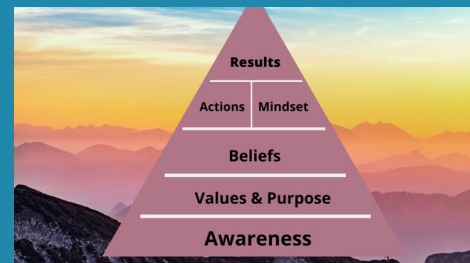 Results
Actions Mindset
Beliefs
Values & Purpose
Awareness